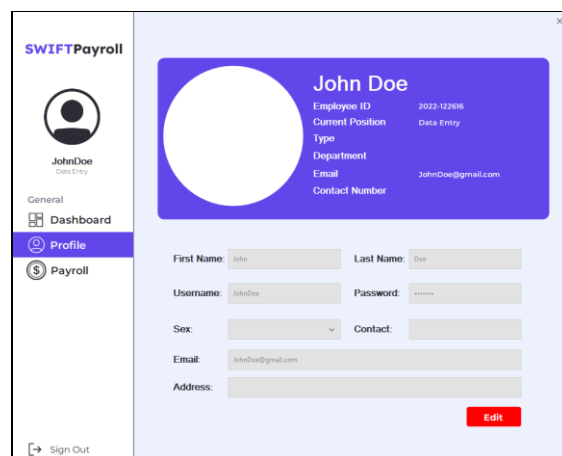 ×
SWIFTPayroll
JohnDoe
Data Entry
General
Dashboard
Profile
$ Payroll
Sign Out
John Doe
Employee ID 2022-122616
Current Position Data Entry
Type
Department
Email JohnDoe@gmail.com
Contact Number
First Name: John Last Name: Doe
Username: JohnDoe Password: •••••••
Sex: Contact:
Email: JohnDoe@gmail.com
Address:
Edit